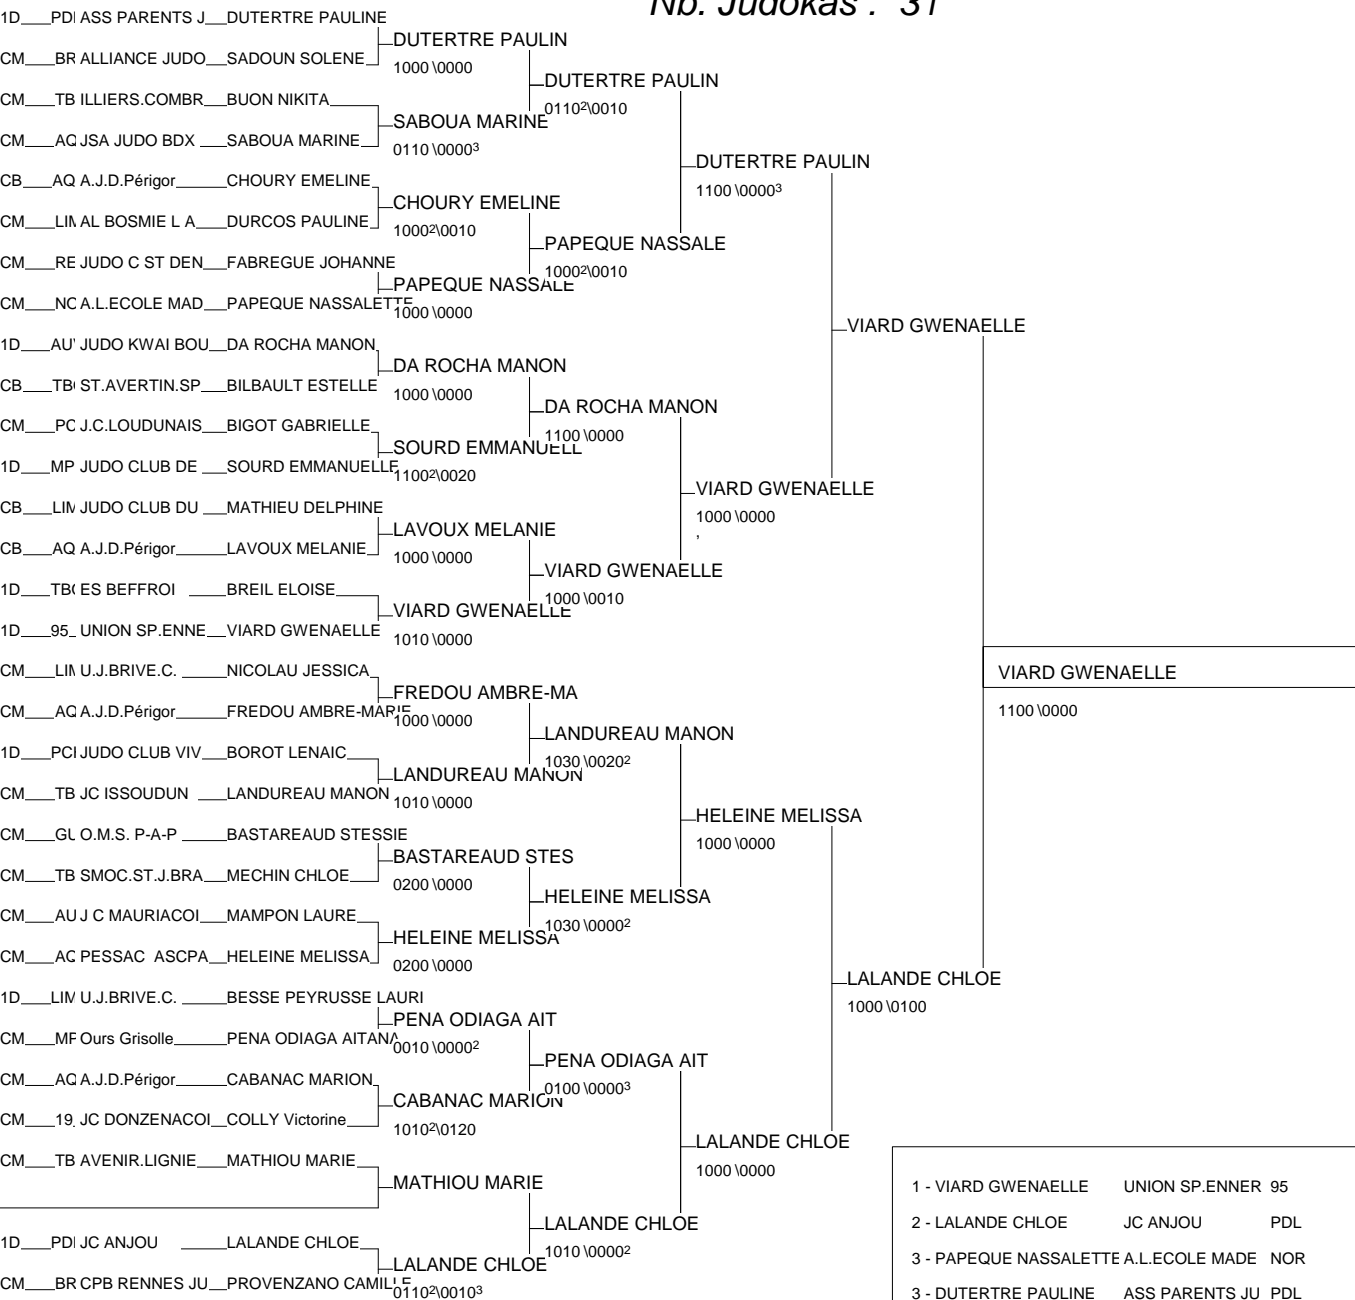 Nb. Judokas : 31
1D PDI ASS PARENTS J DUTERTRE PAULINE
DUTERTRE PAULIN
CM BR ALLIANCE JUDO SADOUN SOLENE
1000 \0000
DUTERTRE PAULIN
CM TB ILLIERS.COMBR BUON NIKITA
0110²\0010
SABOUA MARINE
CM AQ JSA JUDO BDX SABOUA MARINE
0110 \0000³
DUTERTRE PAULIN
CB AQ A.J.D.Périgor CHOURY EMELINE
1100 \0000³
CHOURY EMELINE
CM LIM AL BOSMIE L A DURCOS PAULINE
1000²\0010
PAPEQUE NASSALE
CM RE JUDO C ST DEN FABREGUE JOHANNE
1000²\0010
PAPEQUE NASSALE
CM NO A.L.ECOLE MAD PAPEQUE NASSALETTE
1000 \0000
VIARD GWENAELLE
1D AU' JUDO KWAI BOU DA ROCHA MANON
DA ROCHA MANON
CB TB ST.AVERTIN.SP BILBAULT ESTELLE
1000 \0000
DA ROCHA MANON
CM PC J.C.LOUDUNAIS BIGOT GABRIELLE
1100 \0000
SOURD EMMANUELL
1D MP JUDO CLUB DE SOURD EMMANUELLE
1100²\0020
VIARD GWENAELLE
CB LIM JUDO CLUB DU MATHIEU DELPHINE
1000 \0000
,
LAVOUX MELANIE
CB AQ A.J.D.Périgor LAVOUX MELANIE
1000 \0000
VIARD GWENAELLE
1D TB ES BEFFROI BREIL ELOISE
1000 \0010
VIARD GWENAELLE
1D 95_ UNION SP.ENNE VIARD GWENAELLE
1010 \0000
CM LIM U.J.BRIVE.C. NICOLAU JESSICA
VIARD GWENAELLE
FREDOU AMBRE-MA
CM AQ A.J.D.Périgor FREDOU AMBRE-MARIE
1100 \0000
1000 \0000
LANDUREAU MANON
1D PCI JUDO CLUB VIV BOROT LENAIC
1030 \0020²
LANDUREAU MANON
CM TB JC ISSOUDUN LANDUREAU MANON
1010 \0000
HELEINE MELISSA
CM GU O.M.S. P-A-P BASTAREAUD STESSIE
1000 \0000
BASTAREAUD STES
CM TB SMOC.ST.J.BRA MECHIN CHLOE
0200 \0000
HELEINE MELISSA
CM AU J C MAURIACOI MAMPON LAURE
1030 \0000²
HELEINE MELISSA
CM AQ PESSAC ASCPA HELEINE MELISSA
0200 \0000
LALANDE CHLOE
1D LIM U.J.BRIVE.C. BESSE PEYRUSSE LAURI
1000 \0100
PENA ODIAGA AIT
CM MP Ours Grisolle PENA ODIAGA AITANA
0010 \0000²
PENA ODIAGA AIT
CM AQ A.J.D.Périgor CABANAC MARION
0100 \0000³
CABANAC MARION
CM 19_ JC DONZENACOI COLLY Victorine
1010²\0120
LALANDE CHLOE
CM TB AVENIR.LIGNIE MATHIOU MARIE
1000 \0000
MATHIOU MARIE
1 - VIARD GWENAELLE UNION SP.ENNER 95
LALANDE CHLOE
2 - LALANDE CHLOE JC ANJOU PDL
1D PDI JC ANJOU LALANDE CHLOE
1010 \0000²
3 - PAPEQUE NASSALETTE A.L.ECOLE MADE NOR
LALANDE CHLOE
CM BR CPB RENNES JU PROVENZANO CAMILLE
0110²\0010³
3 - DUTERTRE PAULINE ASS PARENTS JU PDL